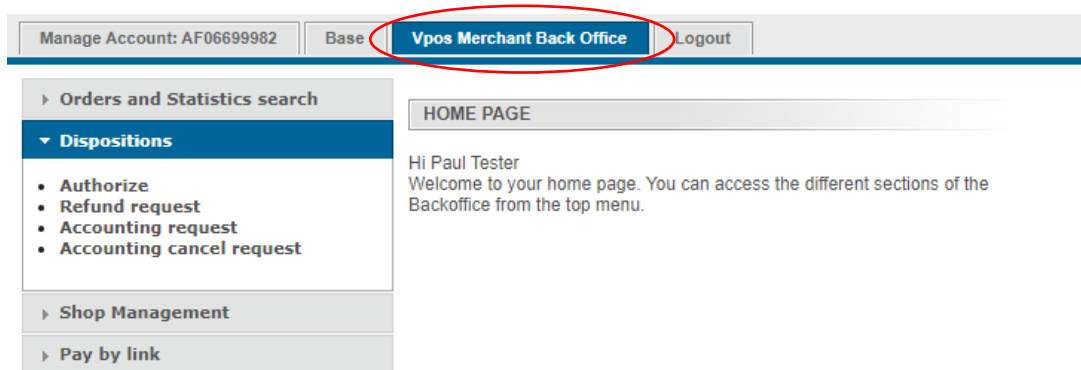 Manage Account: AF06699982 Base Vpos Merchant Back Office Logout
Orders and Statistics search
HOME PAGE
Dispositions
Hi Paul Tester
Welcome to your home page. You can access the different sections of the
Backoffice from the top menu.
Authorize
Refund request
Accounting request
Accounting cancel request
Shop Management
Pay by link